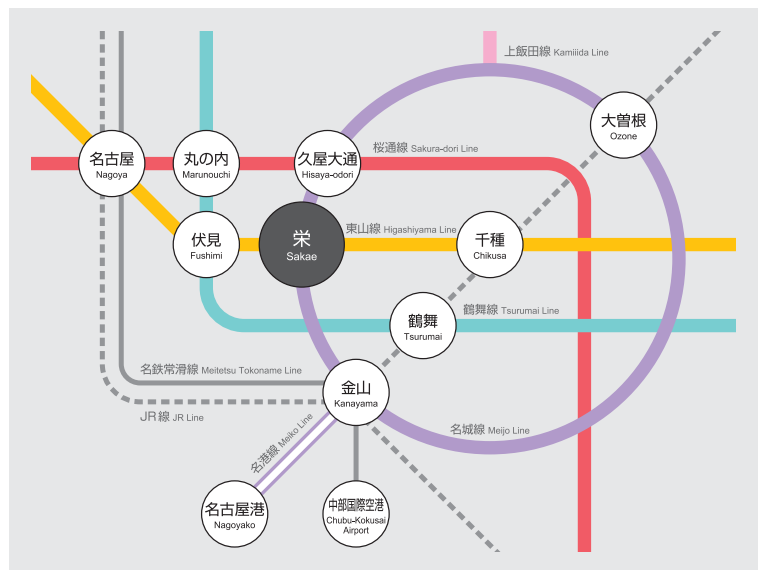 上飯田線 Kamiiida Line
大曽根
Ozone
名古屋
Nagoya
丸の内
Marunouchi
久屋大通
Hisaya-odori
桜通線 Sakura-dori Line
伏見
Fushimi
栄
Sakae
東山線 Higashiyama Line
千種
Chikusa
鶴舞
Tsurumai
鶴舞線 Tsurumai Line
名鉄常滑線 Meitetsu Tokoname Line
金山
Kanayama
JR線 JR Line
名港線 Meiko Line
名城線 Meijo Line
名古屋港
Nagoyako
中部国際空港
Chubu-Kokusai
Airport